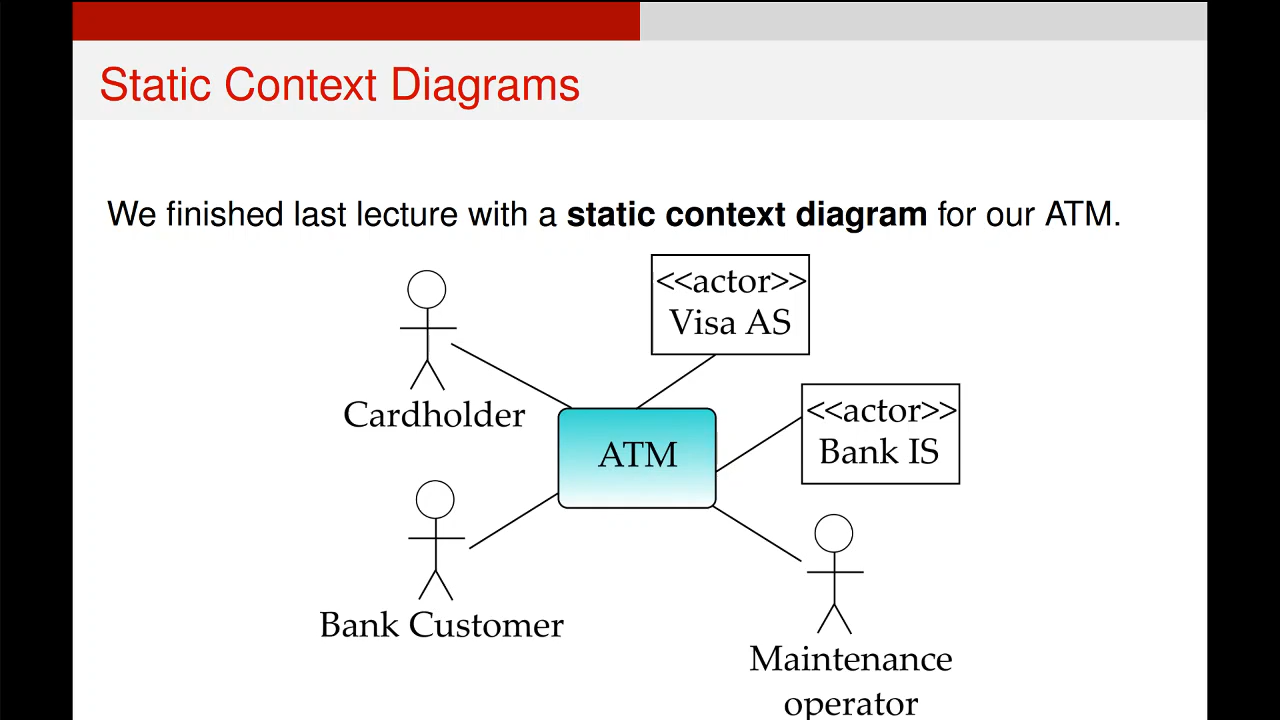 Static Context Diagrams
We finished last lecture with a static context diagram for our ATM.
<<actor>>
Visa AS
Cardholder
<<actor>>
Bank IS
ATM
Bank Customer
Maintenance
operator